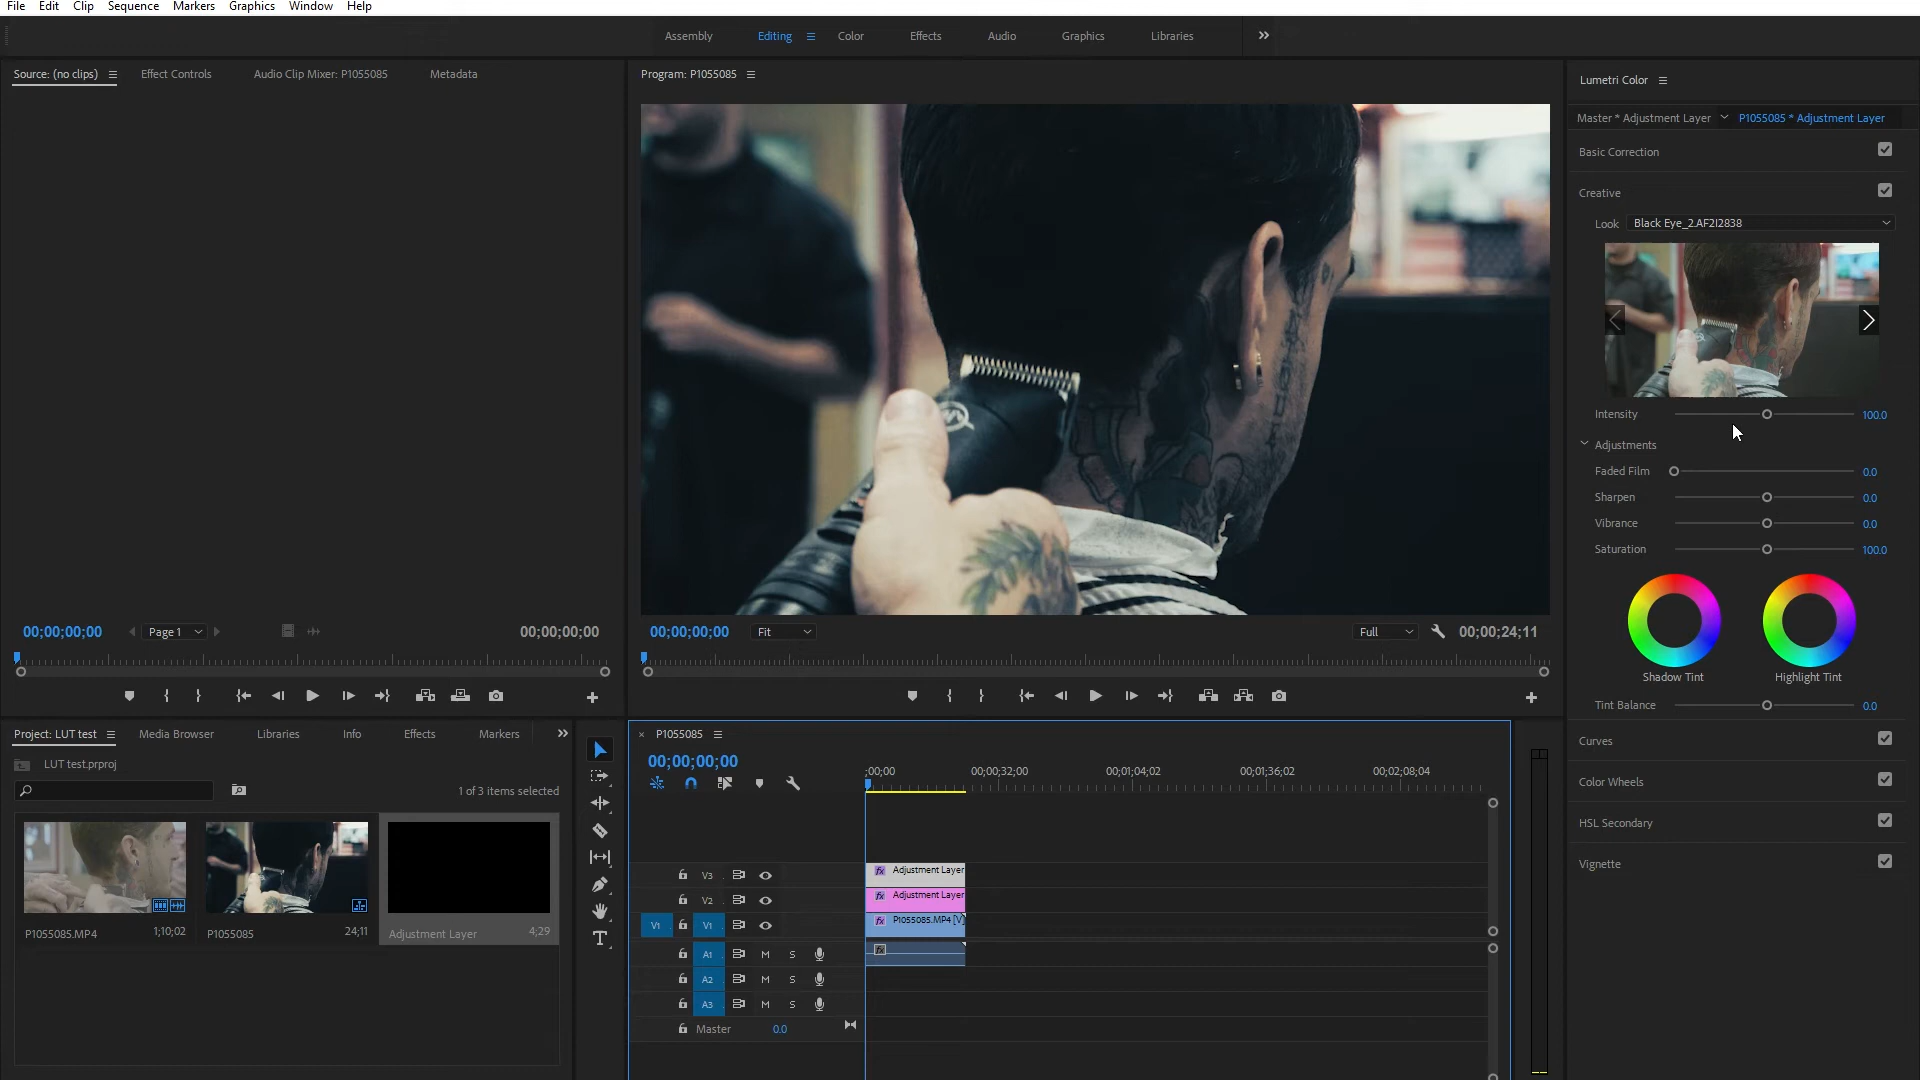 File Edit Clip Sequence Markers Graphics Window Help
Assembly Editing Color Effects Audio Graphics Libraries
Source: (no clips) Effect Controls Audio Clip Mixer: P1055085 Metadata
Program: P1055085
Lumetri Color
Master * Adjustment Layer P1055085 * Adjustment Layer
Basic Correction
Creative
Look Black Eye_2.AF2I2838
Intensity 100.0
Adjustments
Faded Film 0.0
Sharpen 0.0
Vibrance 0.0
Saturation 100.0
Shadow Tint Highlight Tint
Tint Balance 0.0
Curves
Color Wheels
HSL Secondary
Vignette
00;00;00;00 Page 1 00;00;00;00
00;00;00;00 Fit Full 00;00;24;11
Project: LUT test Media Browser Libraries Info Effects Markers
LUT test.prproj
1 of 3 items selected
P1055085.MP4 1;10;02
P1055085 24;11
Adjustment Layer 4;29
P1055085
00;00;00;00
;00;00 00;00;32;00 00;01;04;02 00;01;36;02 00;02;08;04
V3 Adjustment Layer
V2 Adjustment Layer
V1 V1 P1055085.MP4 [V]
A1 M S
A2 M S
A3 M S
Master 0.0